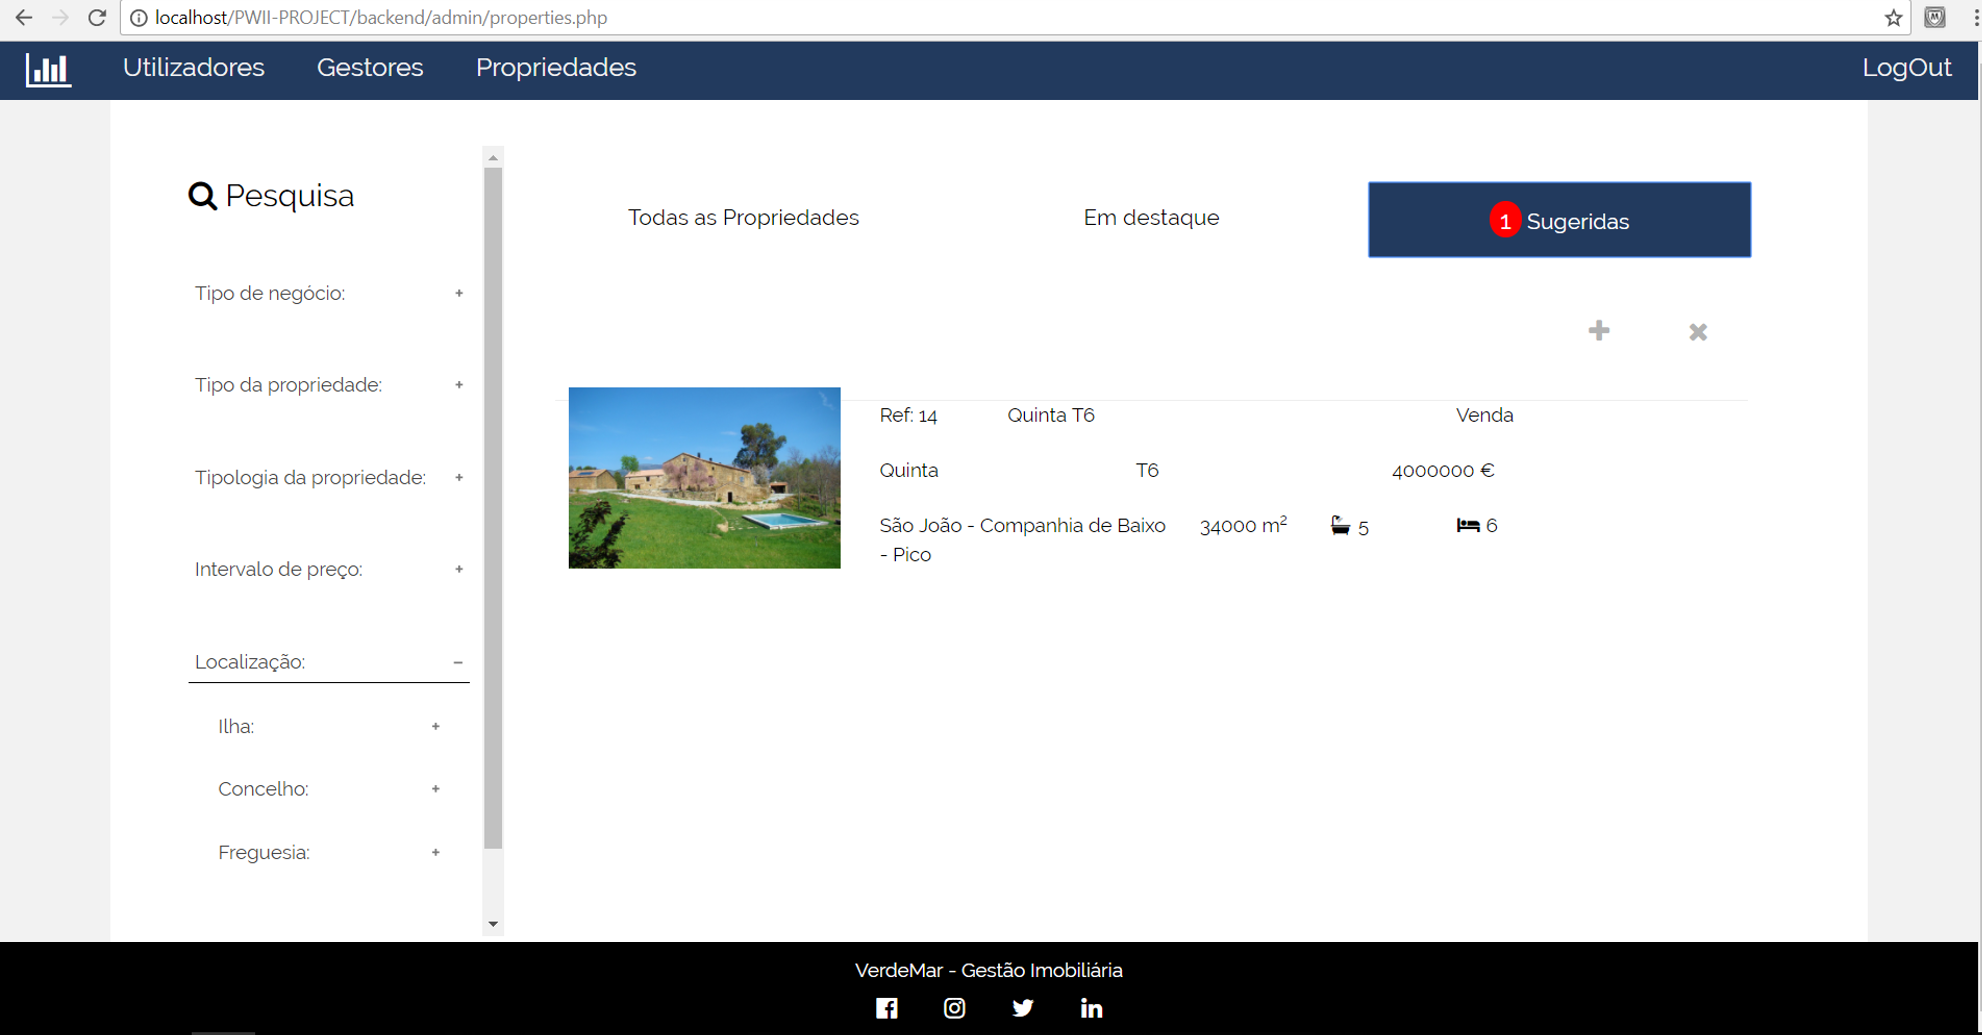 localhost/PWII-PROJECT/backend/admin/properties.php
Utilizadores Gestores Propriedades LogOut
Pesquisa
Todas as Propriedades Em destaque 1 Sugeridas
Tipo de negócio: +
Tipo da propriedade: +
Tipologia da propriedade: +
Intervalo de preço: +
Localização: −
Ilha: +
Concelho: +
Freguesia: +
Ref: 14 Quinta T6 Venda
Quinta T6 4000000 €
São João - Companhia de Baixo 34000 m² 5 6
- Pico
VerdeMar - Gestão Imobiliária